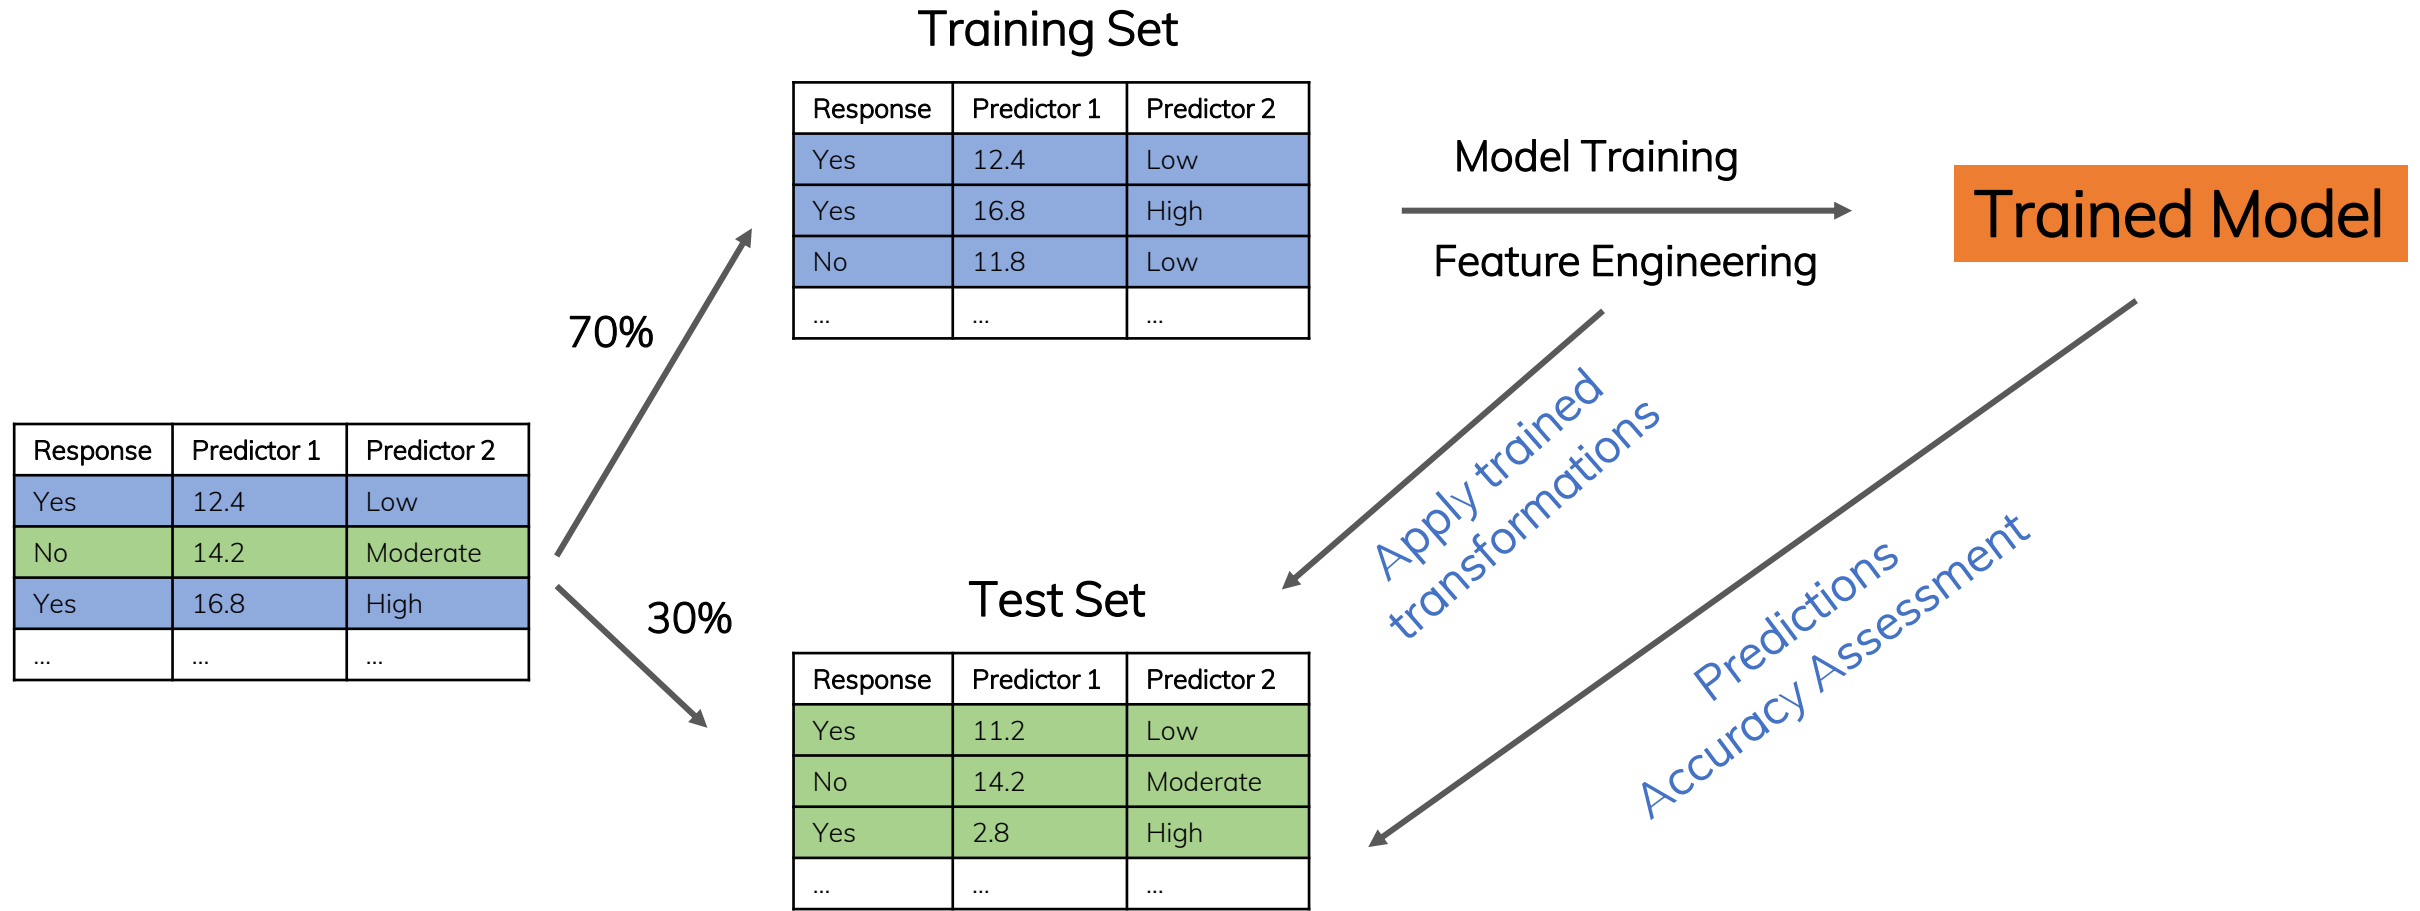 Training Set
Response Predictor 1 Predictor 2
Yes 12.4 Low
Yes 16.8 High
No 11.8 Low
... ... ...
Model Training
Feature Engineering
Trained Model
70%
30%
Response Predictor 1 Predictor 2
Yes 12.4 Low
No 14.2 Moderate
Yes 16.8 High
... ... ...
Apply trained
transformations
Predictions
Accuracy Assessment
Test Set
Response Predictor 1 Predictor 2
Yes 11.2 Low
No 14.2 Moderate
Yes 2.8 High
... ... ...